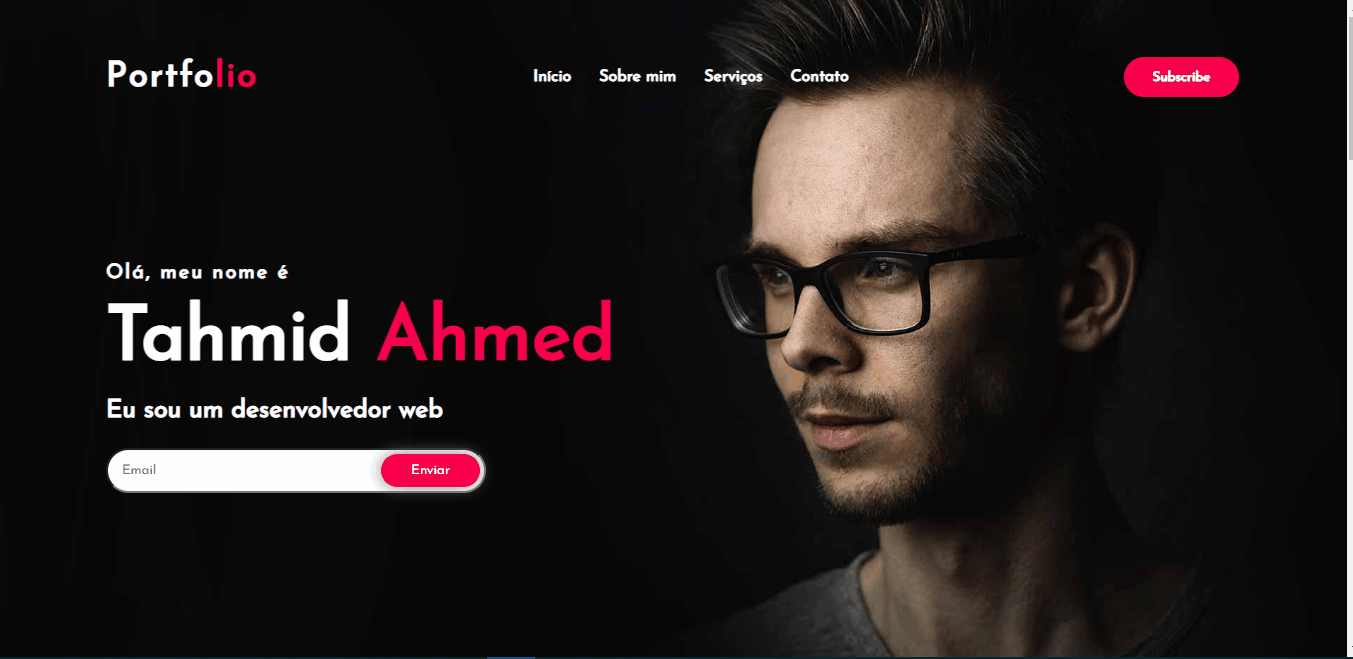 Portfolio
Início Sobre mim Serviços Contato
Subscribe
Olá, meu nome é
Tahmid Ahmed
Eu sou um desenvolvedor web
Email
Enviar